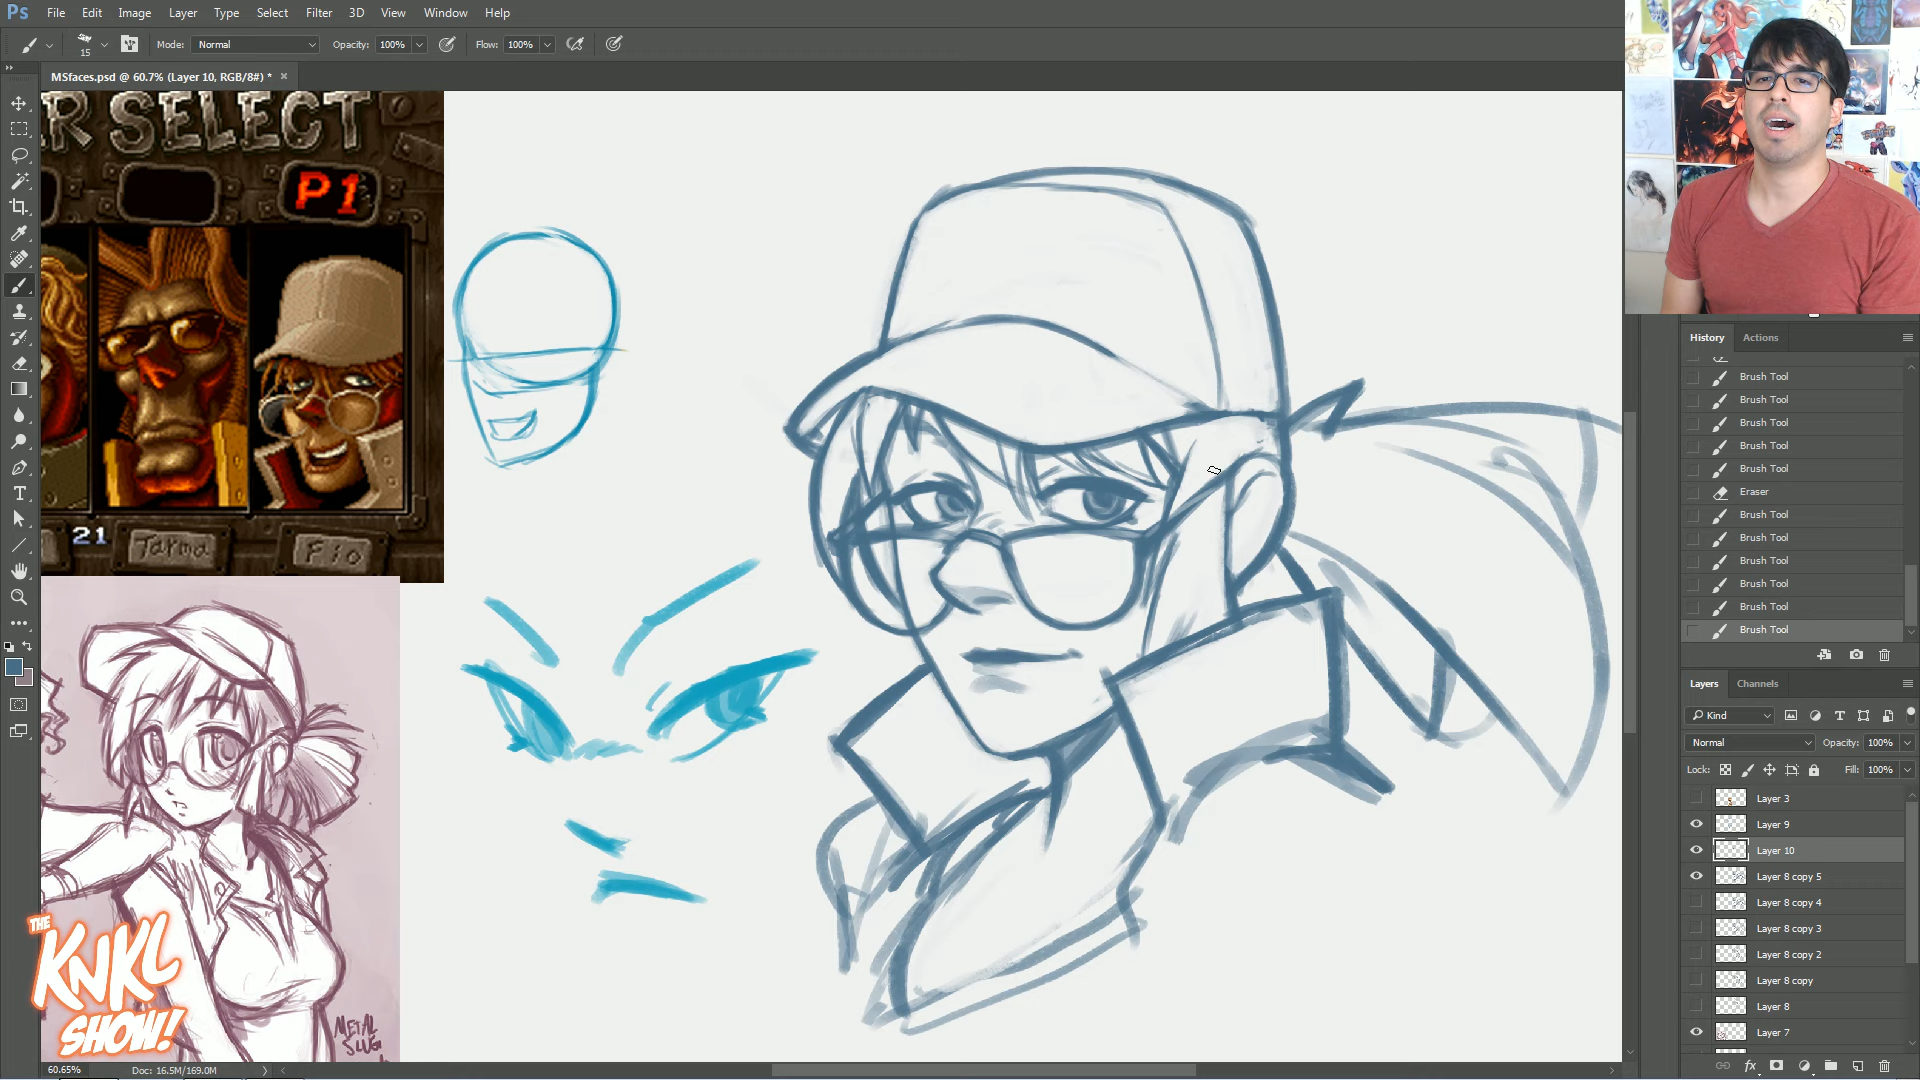 Ps File Edit Image Layer Type Select Filter 3D View Window Help
15 Mode: Normal Opacity: 100% Flow: 100%
MSfaces.psd @ 60.7% (Layer 10, RGB/8#) * ×
ER SELECT
P1
21 Tarma Fio
THE
KNKL
SHOW!
METAL
SLUG
60.65% Doc: 16.5M/169.0M
History Actions
Brush Tool
Brush Tool
Brush Tool
Brush Tool
Brush Tool
Eraser
Brush Tool
Brush Tool
Brush Tool
Brush Tool
Brush Tool
Brush Tool
Layers Channels
Kind
Normal Opacity: 100%
Lock: Fill: 100%
Layer 3
Layer 9
Layer 10
Layer 8 copy 5
Layer 8 copy 4
Layer 8 copy 3
Layer 8 copy 2
Layer 8 copy
Layer 8
Layer 7
fx